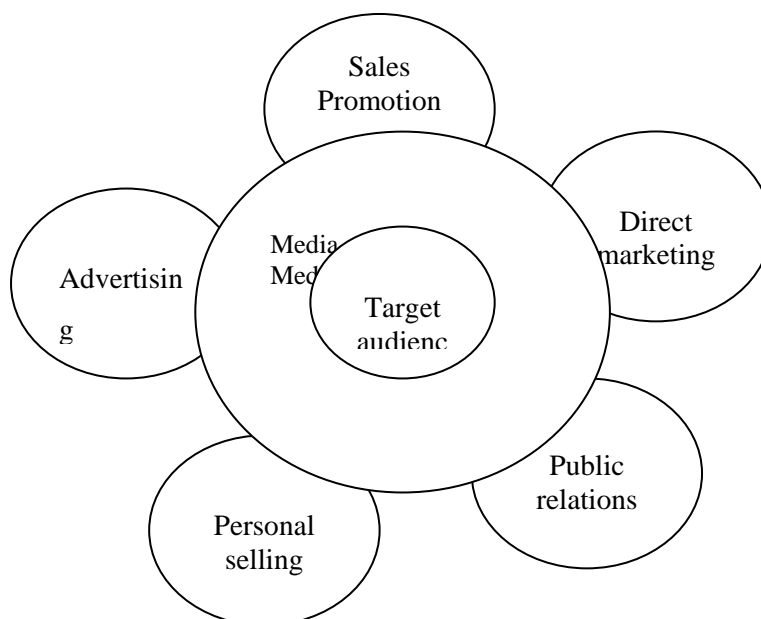 Sales
Promotion
Direct
marketing
Media
Med
Advertisin
g
Target
audienc
Public
relations
Personal
selling